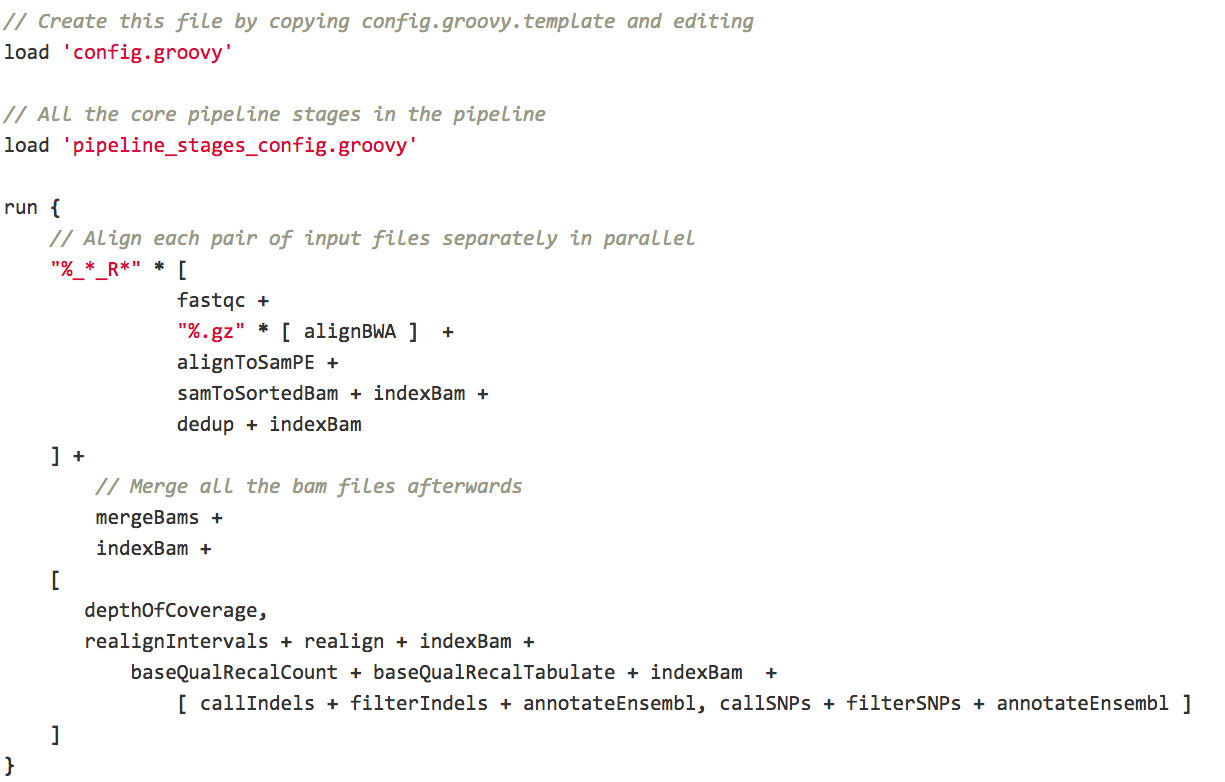 // Create this file by copying config.groovy.template and editing
load 'config.groovy'

// All the core pipeline stages in the pipeline
load 'pipeline_stages_config.groovy'

run {
    // Align each pair of input files separately in parallel
    "%_*_R*" * [
               fastqc +
               "%.gz" * [ alignBWA ]  +
               alignToSamPE +
               samToSortedBam + indexBam +
               dedup + indexBam
    ] +
        // Merge all the bam files afterwards
        mergeBams +
        indexBam +
    [
       depthOfCoverage,
       realignIntervals + realign + indexBam +
           baseQualRecalCount + baseQualRecalTabulate + indexBam  +
               [ callIndels + filterIndels + annotateEnsembl, callSNPs + filterSNPs + annotateEnsembl ]
    ]
}